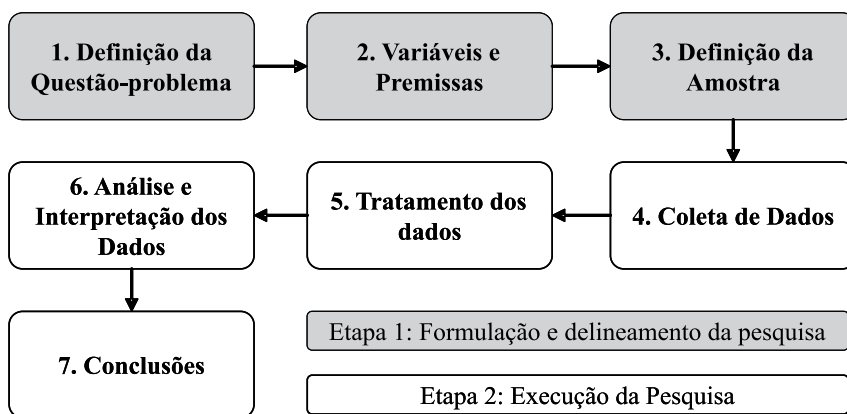 1. Definição da
Questão-problema
2. Variáveis e
Premissas
3. Definição da
Amostra
4. Coleta de Dados
5. Tratamento dos
dados
6. Análise e
Interpretação dos
Dados
7. Conclusões
Etapa 1: Formulação e delineamento da pesquisa
Etapa 2: Execução da Pesquisa